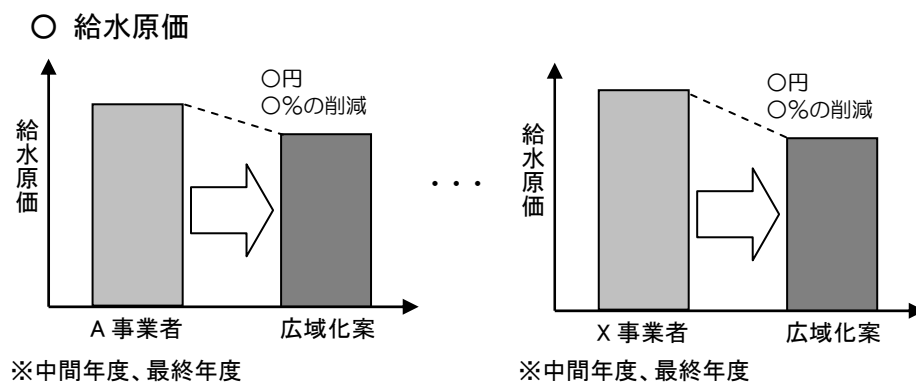 〇 給水原価
〇円
〇%の削減
給水原価
A 事業者
広域化案
※中間年度、最終年度
・・・
〇円
〇%の削減
給水原価
X 事業者
広域化案
※中間年度、最終年度